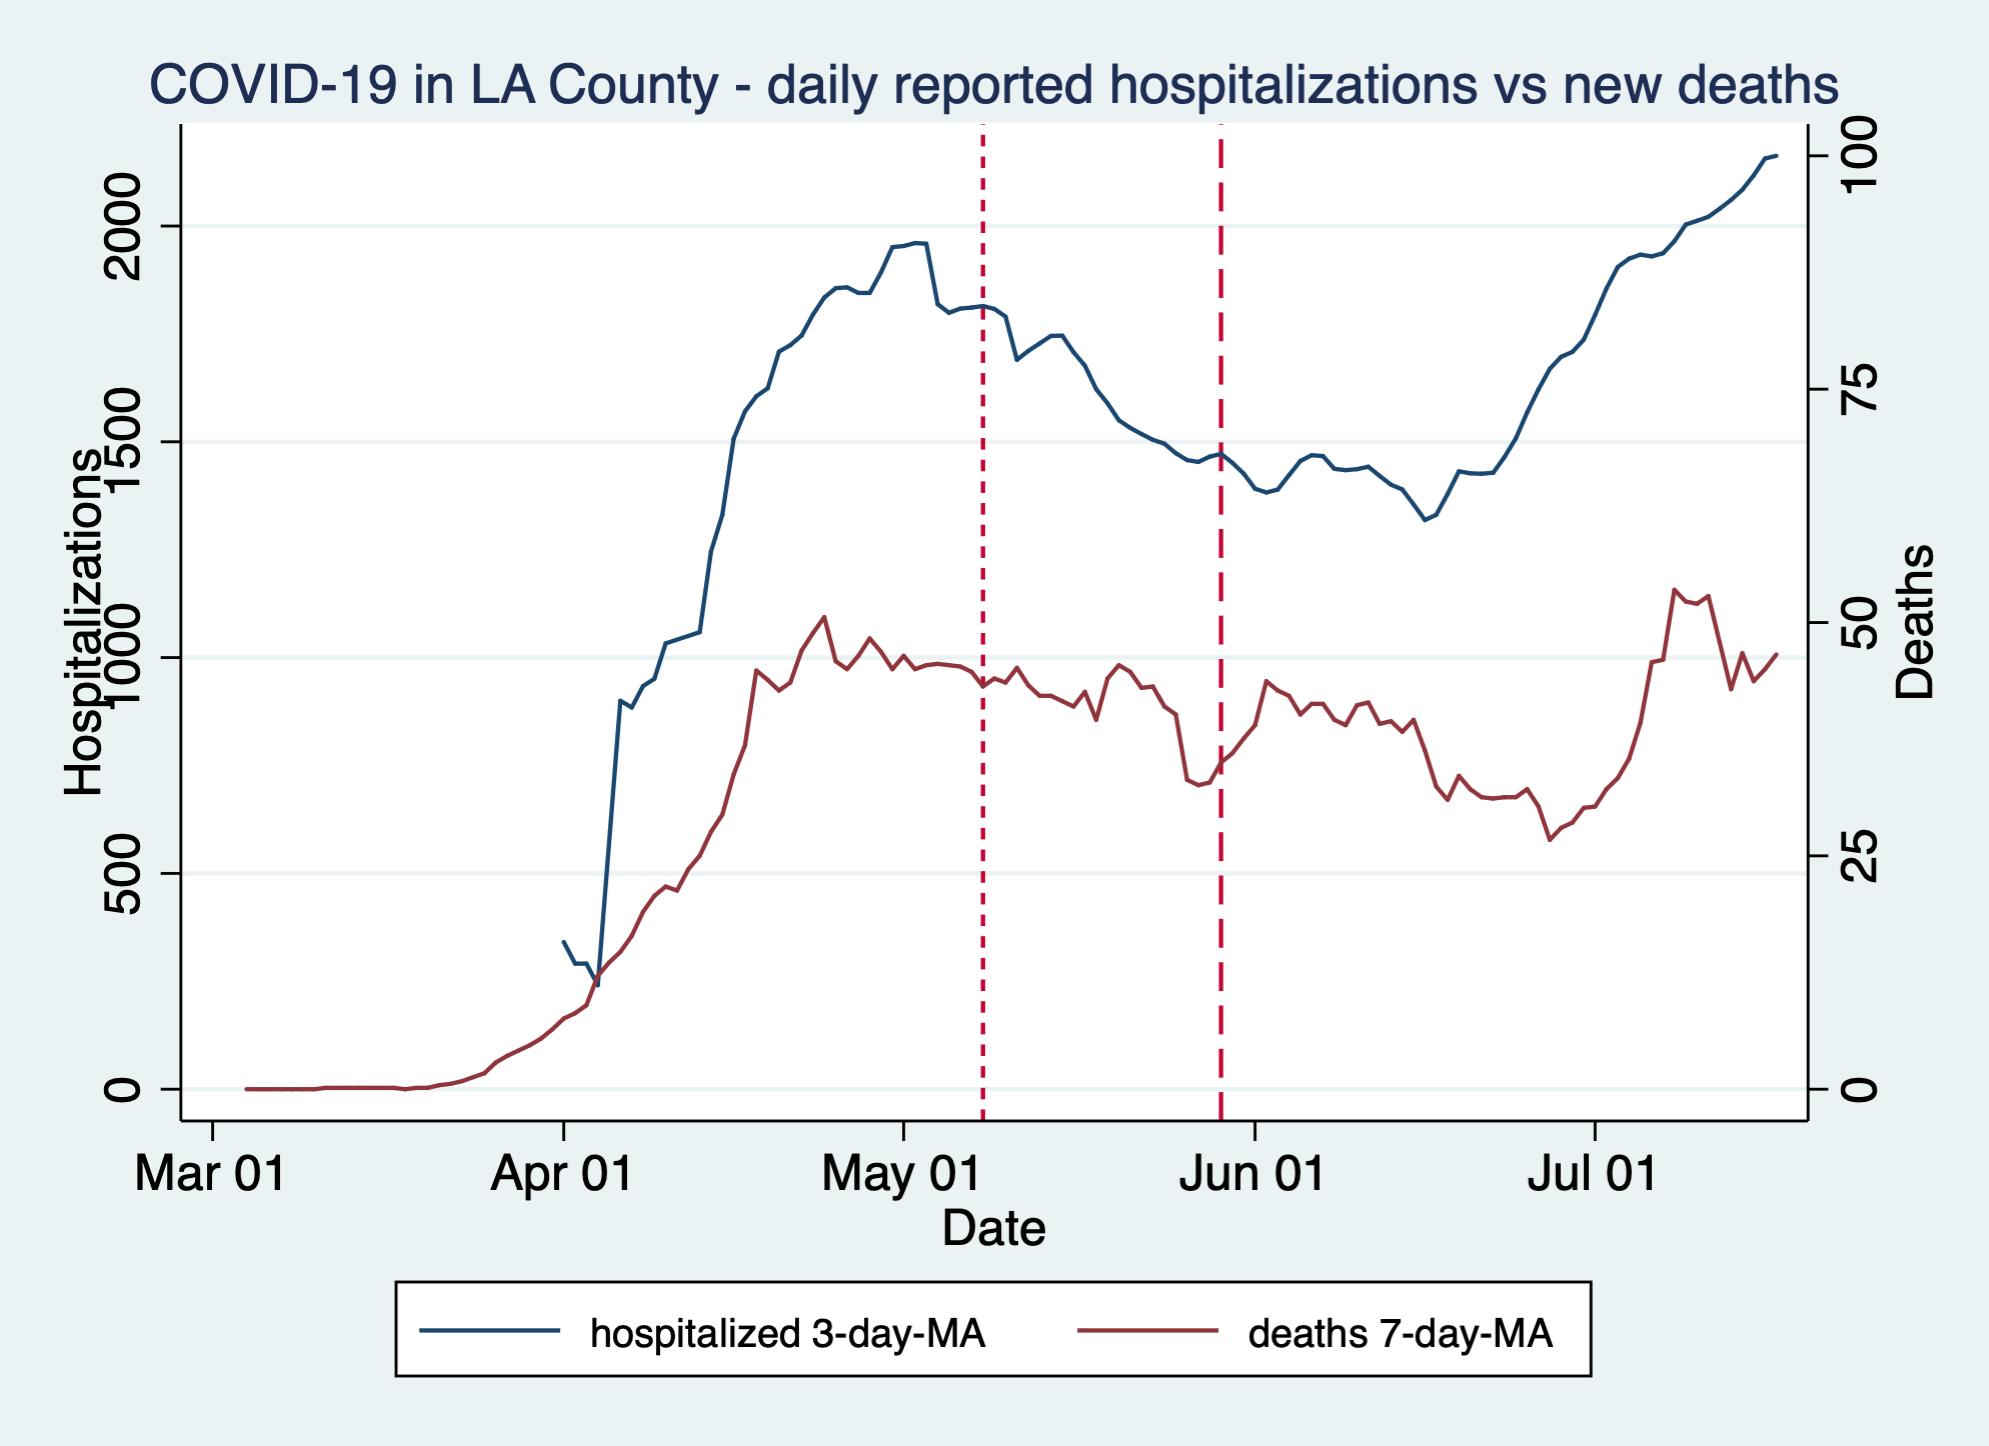 COVID-19 in LA County - daily reported hospitalizations vs new deaths
Hospitalizations
0
500
1000
1500
2000
Deaths
0
25
50
75
100
Mar 01
Apr 01
May 01
Jun 01
Jul 01
Date
hospitalized 3-day-MA
deaths 7-day-MA